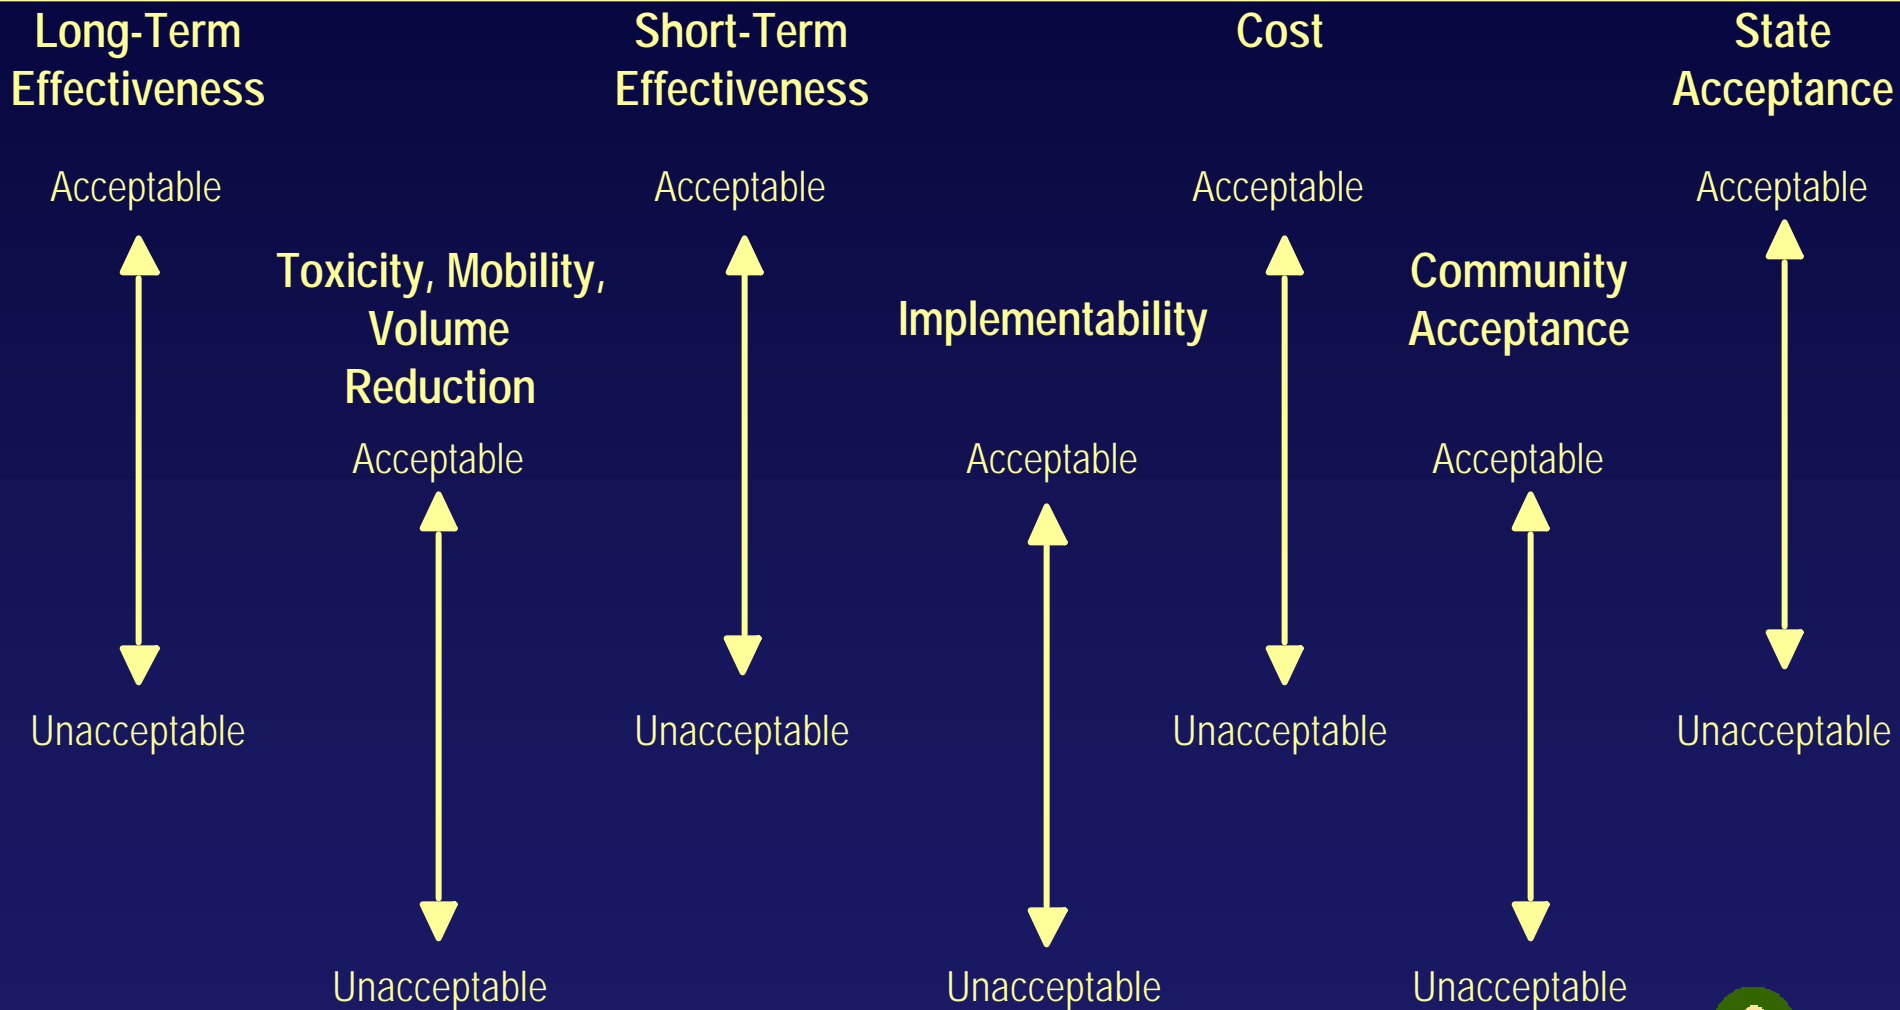 Long-Term
Effectiveness
Acceptable
Unacceptable
Toxicity, Mobility,
Volume
Reduction
Acceptable
Unacceptable
Short-Term
Effectiveness
Acceptable
Unacceptable
Implementability
Acceptable
Unacceptable
Cost
Acceptable
Unacceptable
Community
Acceptance
Acceptable
Unacceptable
State
Acceptance
Acceptable
Unacceptable